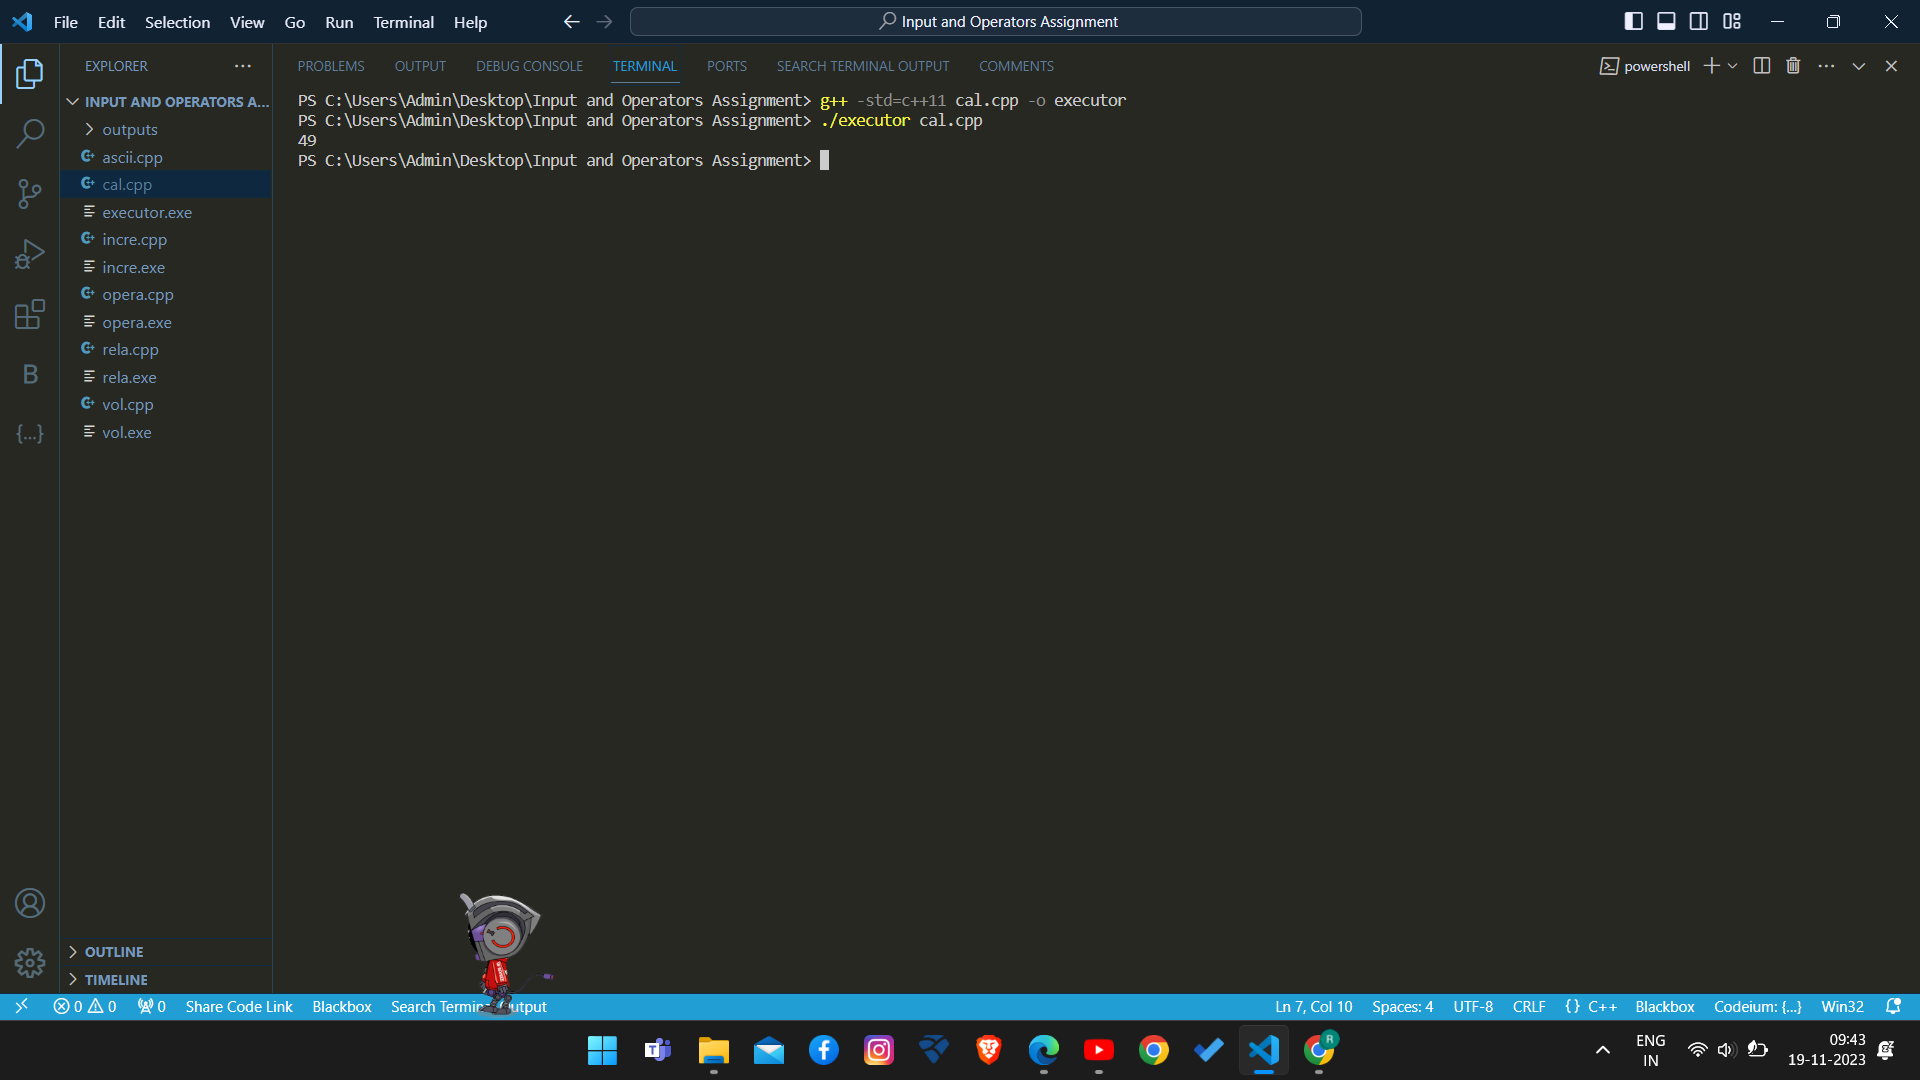 File Edit Selection View Go Run Terminal Help
Input and Operators Assignment
EXPLORER
INPUT AND OPERATORS A...
outputs
ascii.cpp
cal.cpp
executor.exe
incre.cpp
incre.exe
opera.cpp
opera.exe
rela.cpp
rela.exe
vol.cpp
vol.exe
OUTLINE
TIMELINE
PROBLEMS OUTPUT DEBUG CONSOLE TERMINAL PORTS SEARCH TERMINAL OUTPUT COMMENTS
powershell
PS C:\Users\Admin\Desktop\Input and Operators Assignment> g++ -std=c++11 cal.cpp -o executor
PS C:\Users\Admin\Desktop\Input and Operators Assignment> ./executor cal.cpp
49
PS C:\Users\Admin\Desktop\Input and Operators Assignment>
0 0 0 Share Code Link Blackbox Search Termin utput Ln 7, Col 10 Spaces: 4 UTF-8 CRLF {} C++ Blackbox Codeium: {...} Win32
ENG
IN
09:43
19-11-2023